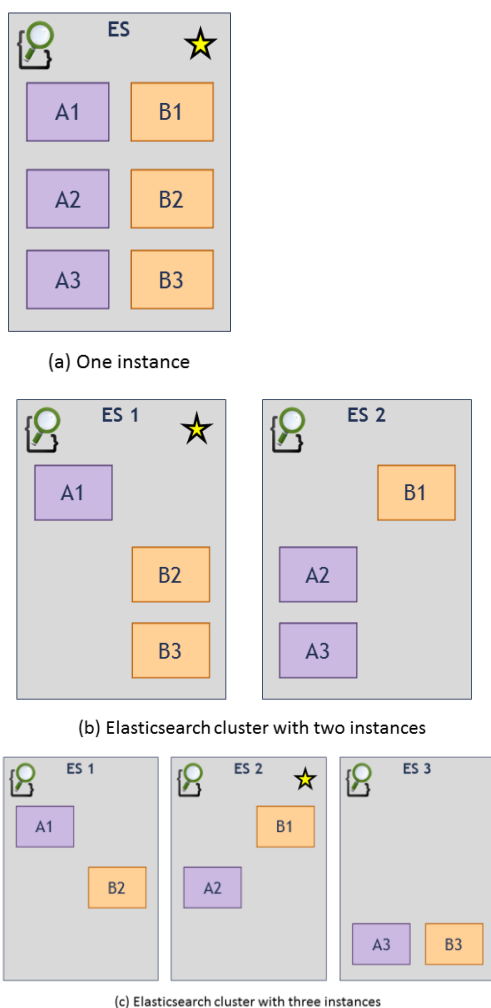 ES
A1 B1
A2 B2
A3 B3
(a) One instance
ES 1
A1
B2
B3
ES 2
B1
A2
A3
(b) Elasticsearch cluster with two instances
ES 1
A1
B2
ES 2
B1
A2
ES 3
A3 B3
(c) Elasticsearch cluster with three instances